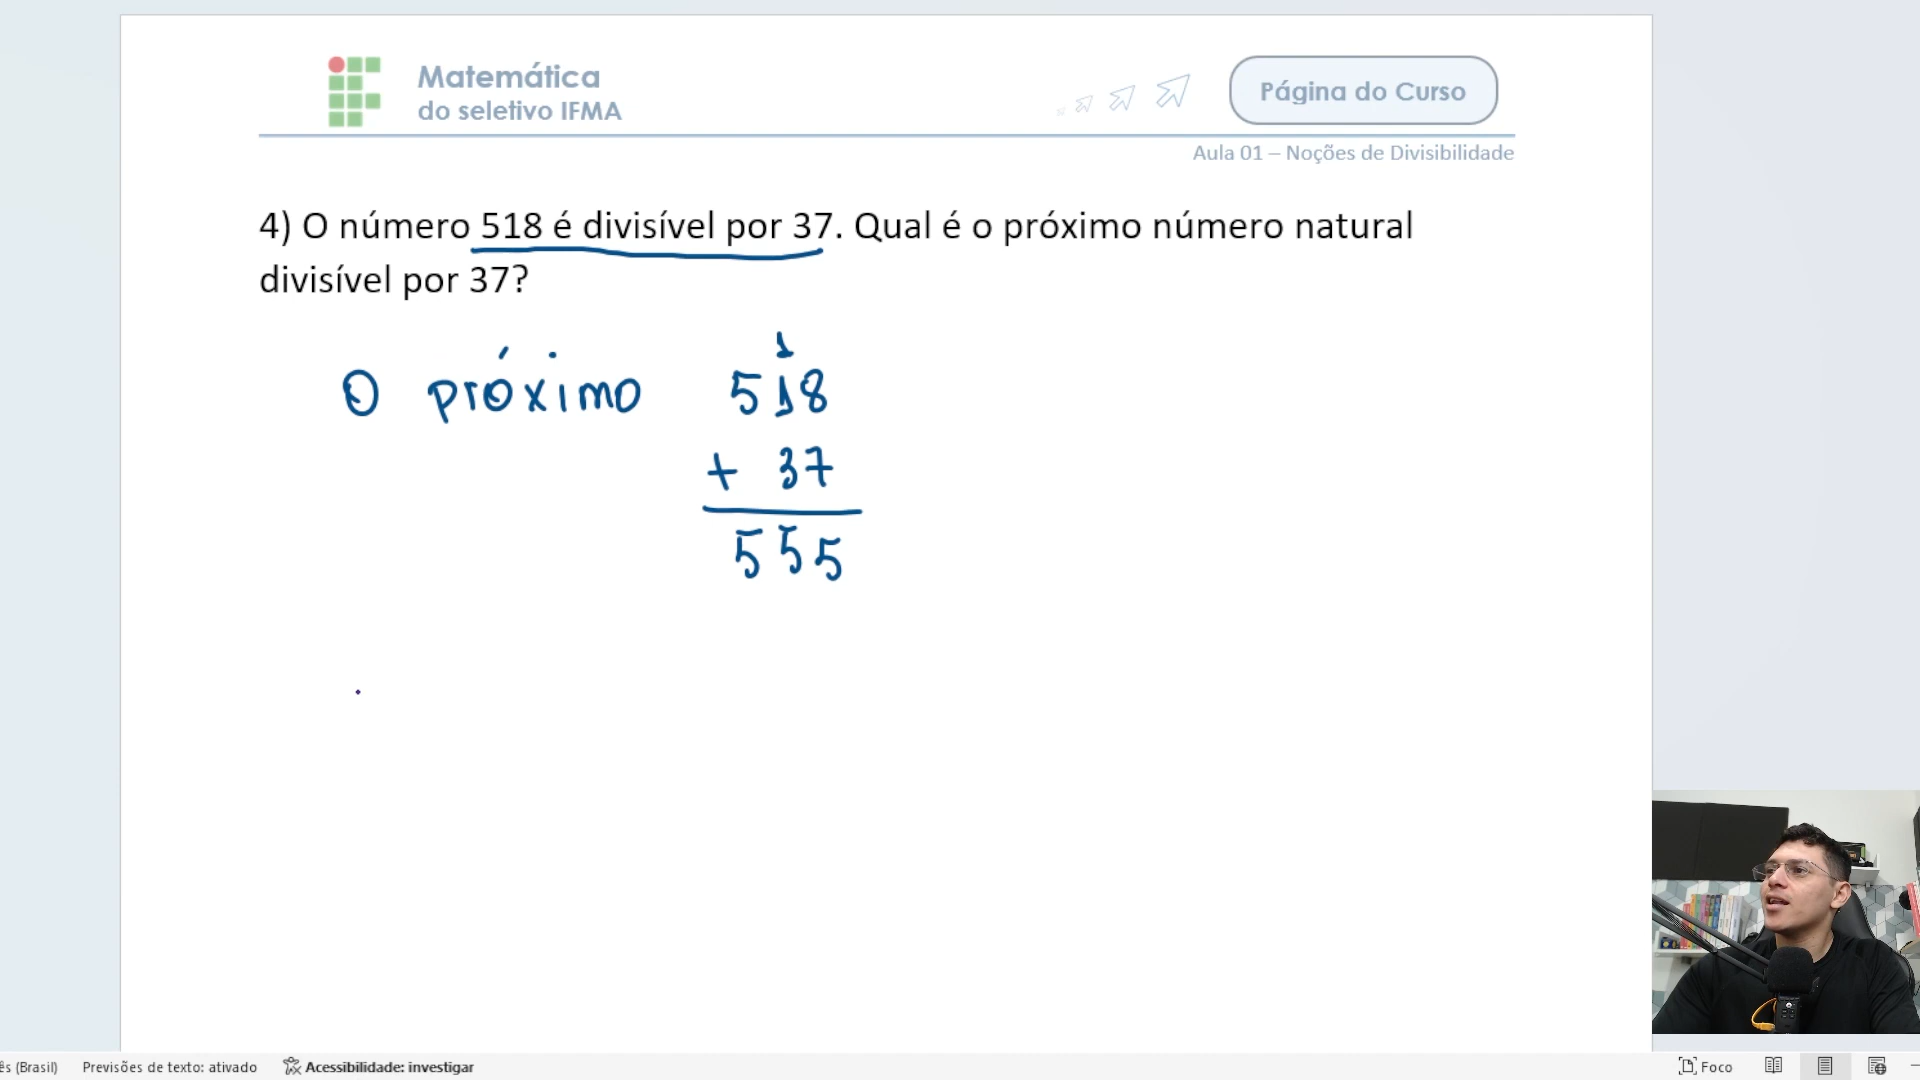 Matemática
do seletivo IFMA
Página do Curso
Aula 01 – Noções de Divisibilidade
4) O número 518 é divisível por 37. Qual é o próximo número natural
divisível por 37?
1
O próximo 518
+ 37
555
ês (Brasil) Previsões de texto: ativado Acessibilidade: investigar Foco